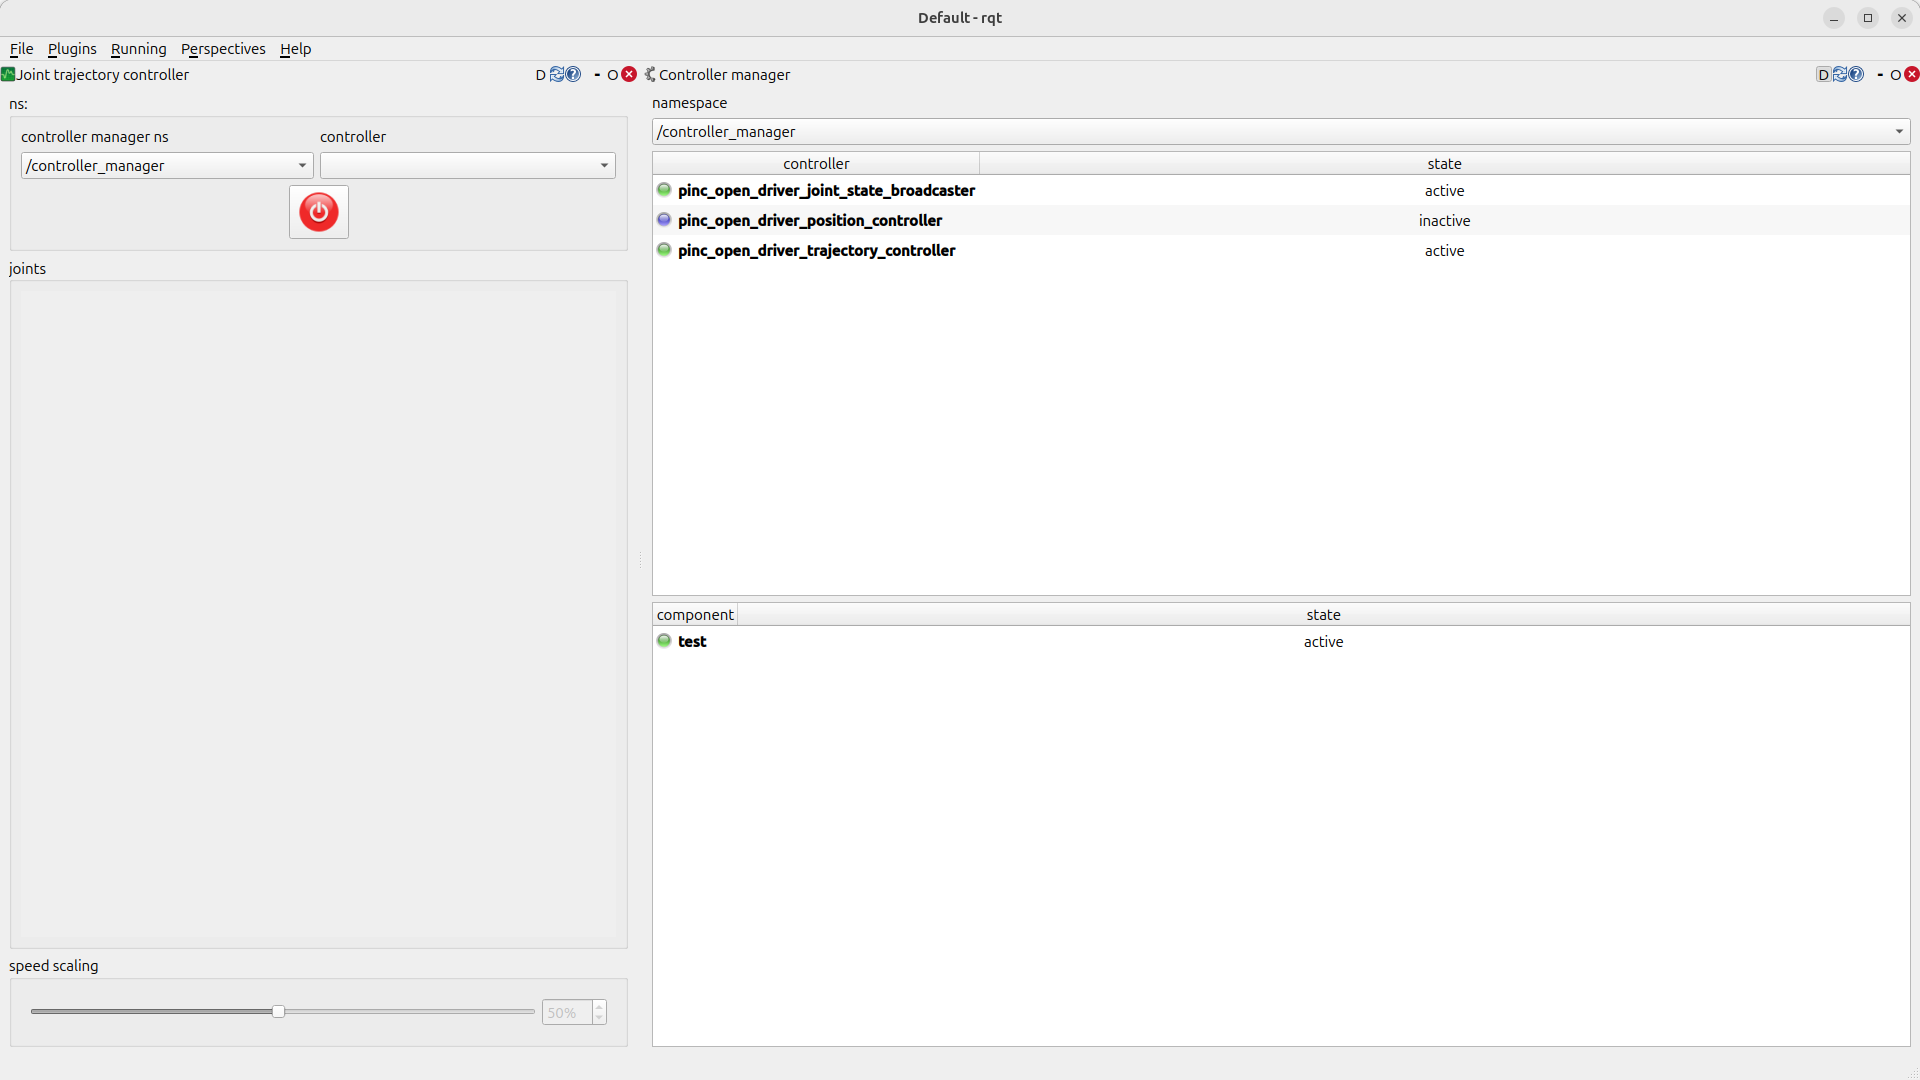 Default - rqt
File Plugins Running Perspectives Help
Joint trajectory controller D - O
ns:
controller manager ns controller
/controller_manager
joints
speed scaling
50%
Controller manager D - O
namespace
/controller_manager
controller state
pinc_open_driver_joint_state_broadcaster active
pinc_open_driver_position_controller inactive
pinc_open_driver_trajectory_controller active
component state
test active